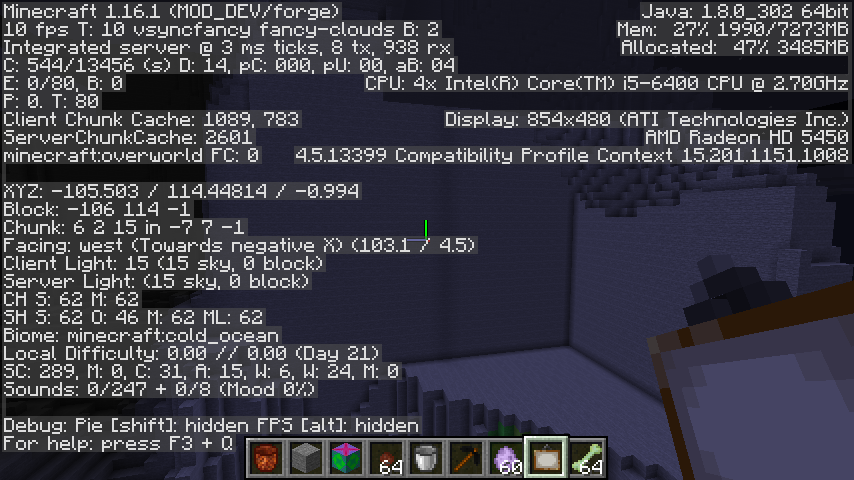 Minecraft 1.16.1 (MOD_DEV/forge)
10 fps T: 10 vsyncfancy fancy-clouds B: 2
Integrated server @ 3 ms ticks, 8 tx, 938 rx
C: 544/13456 (s) D: 14, pC: 000, pU: 00, aB: 04
E: 0/80, B: 0
P: 0. T: 80
Client Chunk Cache: 1089, 783
ServerChunkCache: 2601
minecraft:overworld FC: 0
XYZ: -105.503 / 114.44814 / -0.994
Block: -106 114 -1
Chunk: 6 2 15 in -7 7 -1
Facing: west (Towards negative X) (103.1 / 4.5)
Client Light: 15 (15 sky, 0 block)
Server Light: (15 sky, 0 block)
CH S: 62 M: 62
SH S: 62 O: 46 M: 62 ML: 62
Biome: minecraft:cold_ocean
Local Difficulty: 0.00 // 0.00 (Day 21)
SC: 289, M: 0, C: 31, A: 15, W: 6, W: 24, M: 0
Sounds: 0/247 + 0/8 (Mood 0%)
Debug: Pie [shift]: hidden FPS [alt]: hidden
For help: press F3 + Q
Java: 1.8.0_302 64bit
Mem: 27% 1990/7273MB
Allocated: 47% 3485MB
CPU: 4x Intel(R) Core(TM) i5-6400 CPU @ 2.70GHz
Display: 854x480 (ATI Technologies Inc.)
AMD Radeon HD 5450
4.5.13399 Compatibility Profile Context 15.201.1151.1008
64
60
64